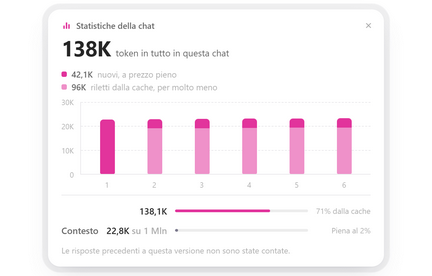 Statistiche della chat
138K token in tutto in questa chat
42,1K nuovi, a prezzo pieno
96K riletti dalla cache, per molto meno
30K
20K
10K
0
1 2 3 4 5 6
138,1K 71% dalla cache
Contesto 22,8K su 1 Mln Piena al 2%
Le risposte precedenti a questa versione non sono state contate.